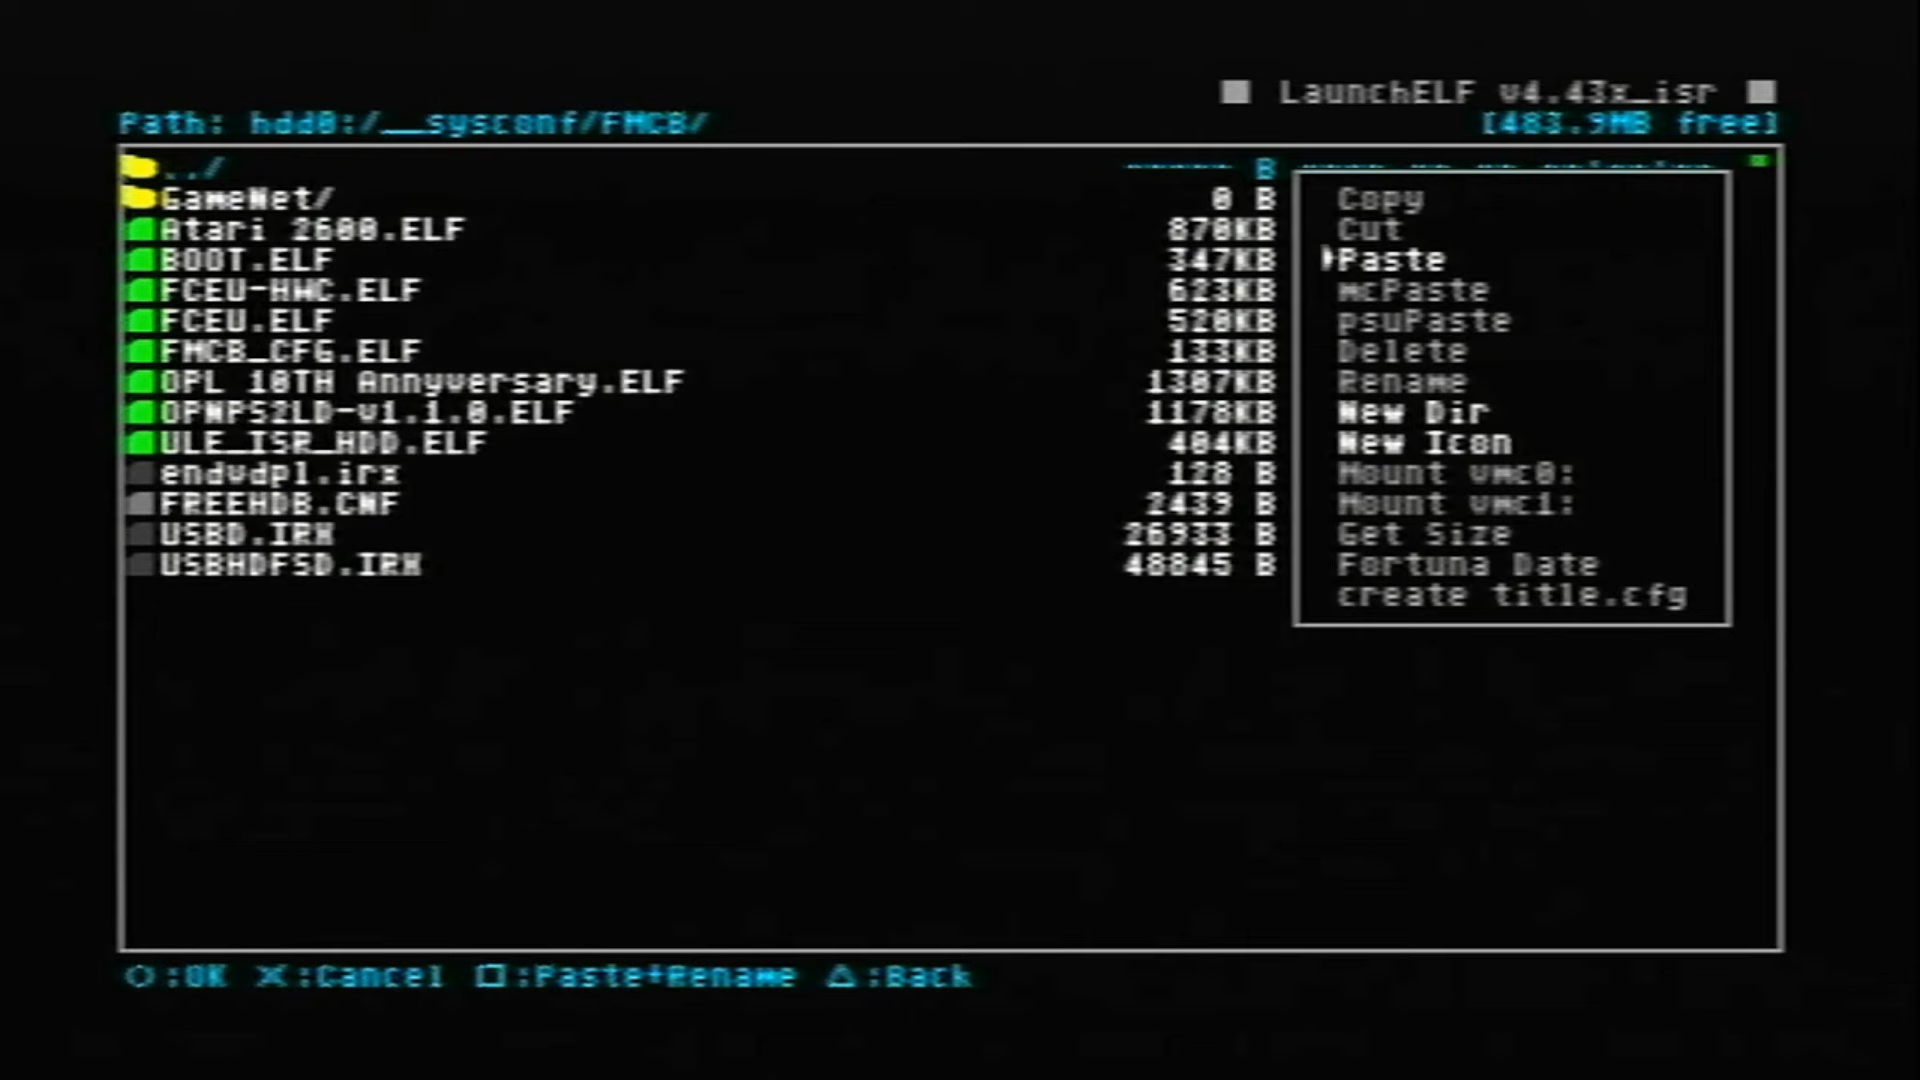 ■ LaunchELF v4.43x_isr ■
Path: hdd0:/__sysconf/FMCB/ [483.9MB free]
../ ----- B
GameNet/ 0 B
Atari 2600.ELF 870KB
BOOT.ELF 347KB
FCEU-HWC.ELF 623KB
FCEU.ELF 520KB
FMCB_CFG.ELF 133KB
OPL 10TH Annyversary.ELF 1307KB
OPNPS2LD-v1.1.0.ELF 1178KB
ULE_ISR_HDD.ELF 404KB
endvdpl.irx 128 B
FREEHDB.CNF 2439 B
USBD.IRX 26933 B
USBHDFSD.IRX 48845 B
Copy
Cut
Paste
mcPaste
psuPaste
Delete
Rename
New Dir
New Icon
Mount vmc0:
Mount vmc1:
Get Size
Fortuna Date
create title.cfg
○:OK ×:Cancel □:Paste+Rename △:Back